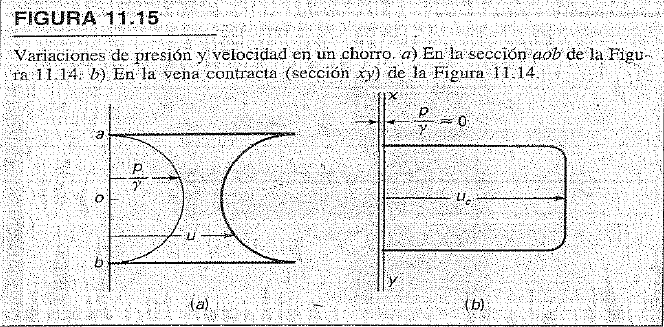 FIGURA 11.15
Variaciones de presión y velocidad en un chorro. a) En la sección aob de la Figu-
ra 11.14. b) En la vena contracta (sección xy) de la Figura 11.14.
a
p
γ
o
u
b
(a)
x
p
γ
≈ 0
u_c
y
(b)